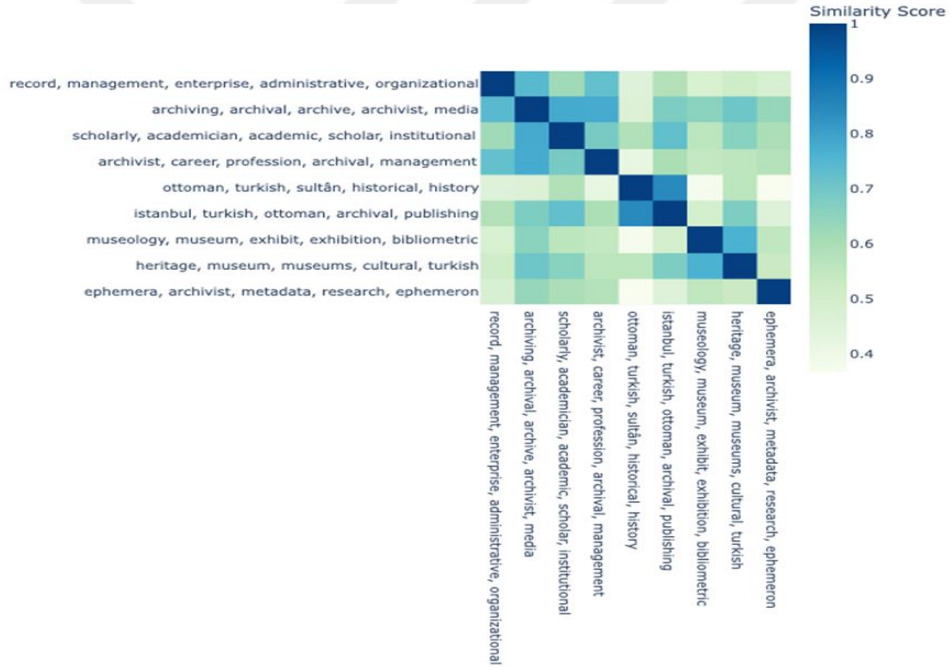 Similarity Score
1
0.9
0.8
0.7
0.6
0.5
0.4
record, management, enterprise, administrative, organizational
archiving, archival, archive, archivist, media
scholarly, academician, academic, scholar, institutional
archivist, career, profession, archival, management
ottoman, turkish, sultân, historical, history
istanbul, turkish, ottoman, archival, publishing
museology, museum, exhibit, exhibition, bibliometric
heritage, museum, museums, cultural, turkish
ephemera, archivist, metadata, research, ephemeron
record, management, enterprise, administrative, organizational
archiving, archival, archive, archivist, media
scholarly, academician, academic, scholar, institutional
archivist, career, profession, archival, management
ottoman, turkish, sultân, historical, history
istanbul, turkish, ottoman, archival, publishing
museology, museum, exhibit, exhibition, bibliometric
heritage, museum, museums, cultural, turkish
ephemera, archivist, metadata, research, ephemeron